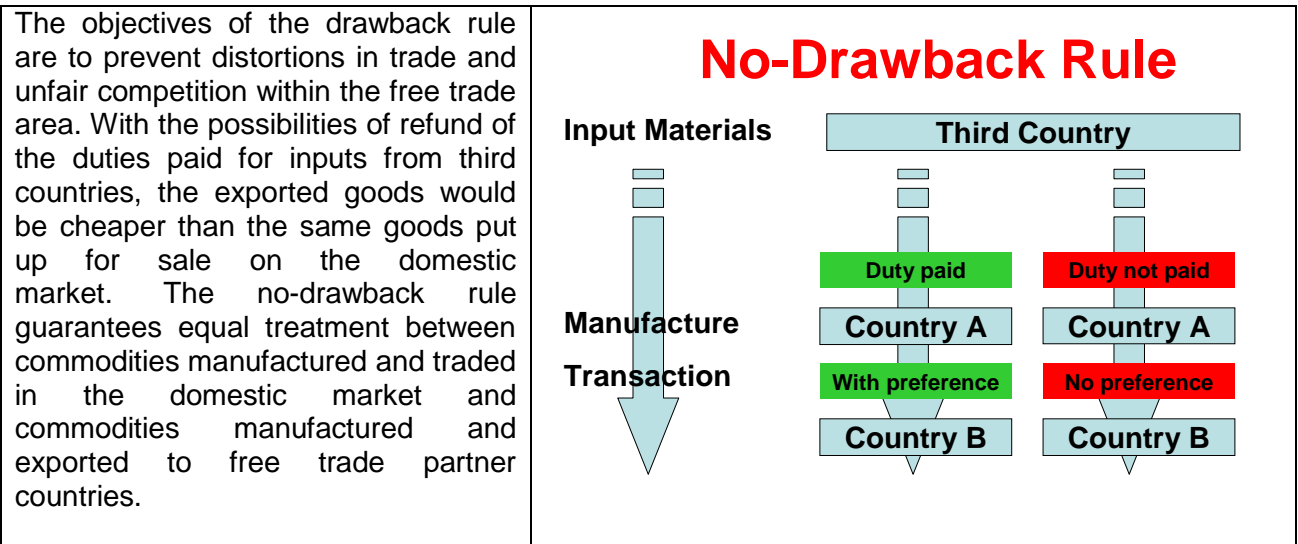 The objectives of the drawback rule
are to prevent distortions in trade and
unfair competition within the free trade
area. With the possibilities of refund of
the duties paid for inputs from third
countries, the exported goods would
be cheaper than the same goods put
up for sale on the domestic
market. The no-drawback rule
guarantees equal treatment between
commodities manufactured and traded
in the domestic market and
commodities manufactured and
exported to free trade partner
countries.
No-Drawback Rule
Input Materials Third Country
Duty paid Duty not paid
Manufacture Country A Country A
Transaction With preference No preference
Country B Country B